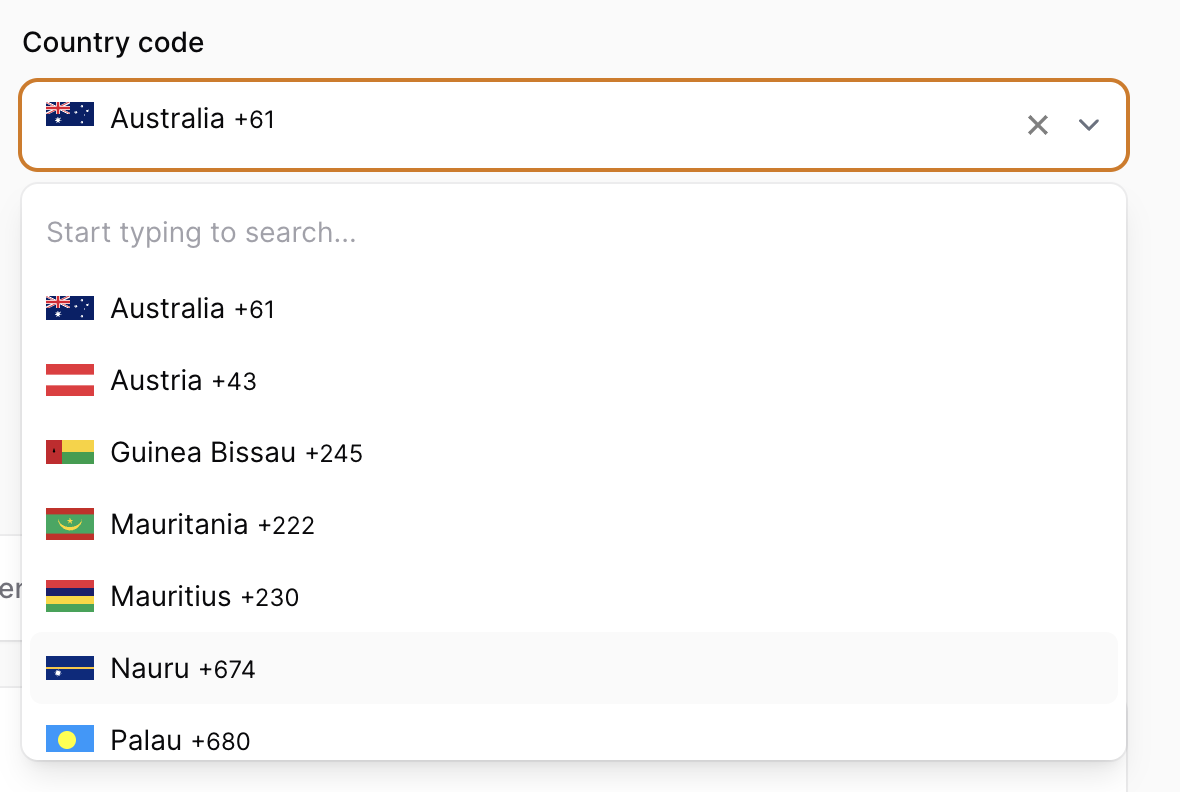 Country code
Australia +61
Start typing to search...
Australia +61
Austria +43
Guinea Bissau +245
Mauritania +222
Mauritius +230
er
Nauru +674
Palau +680